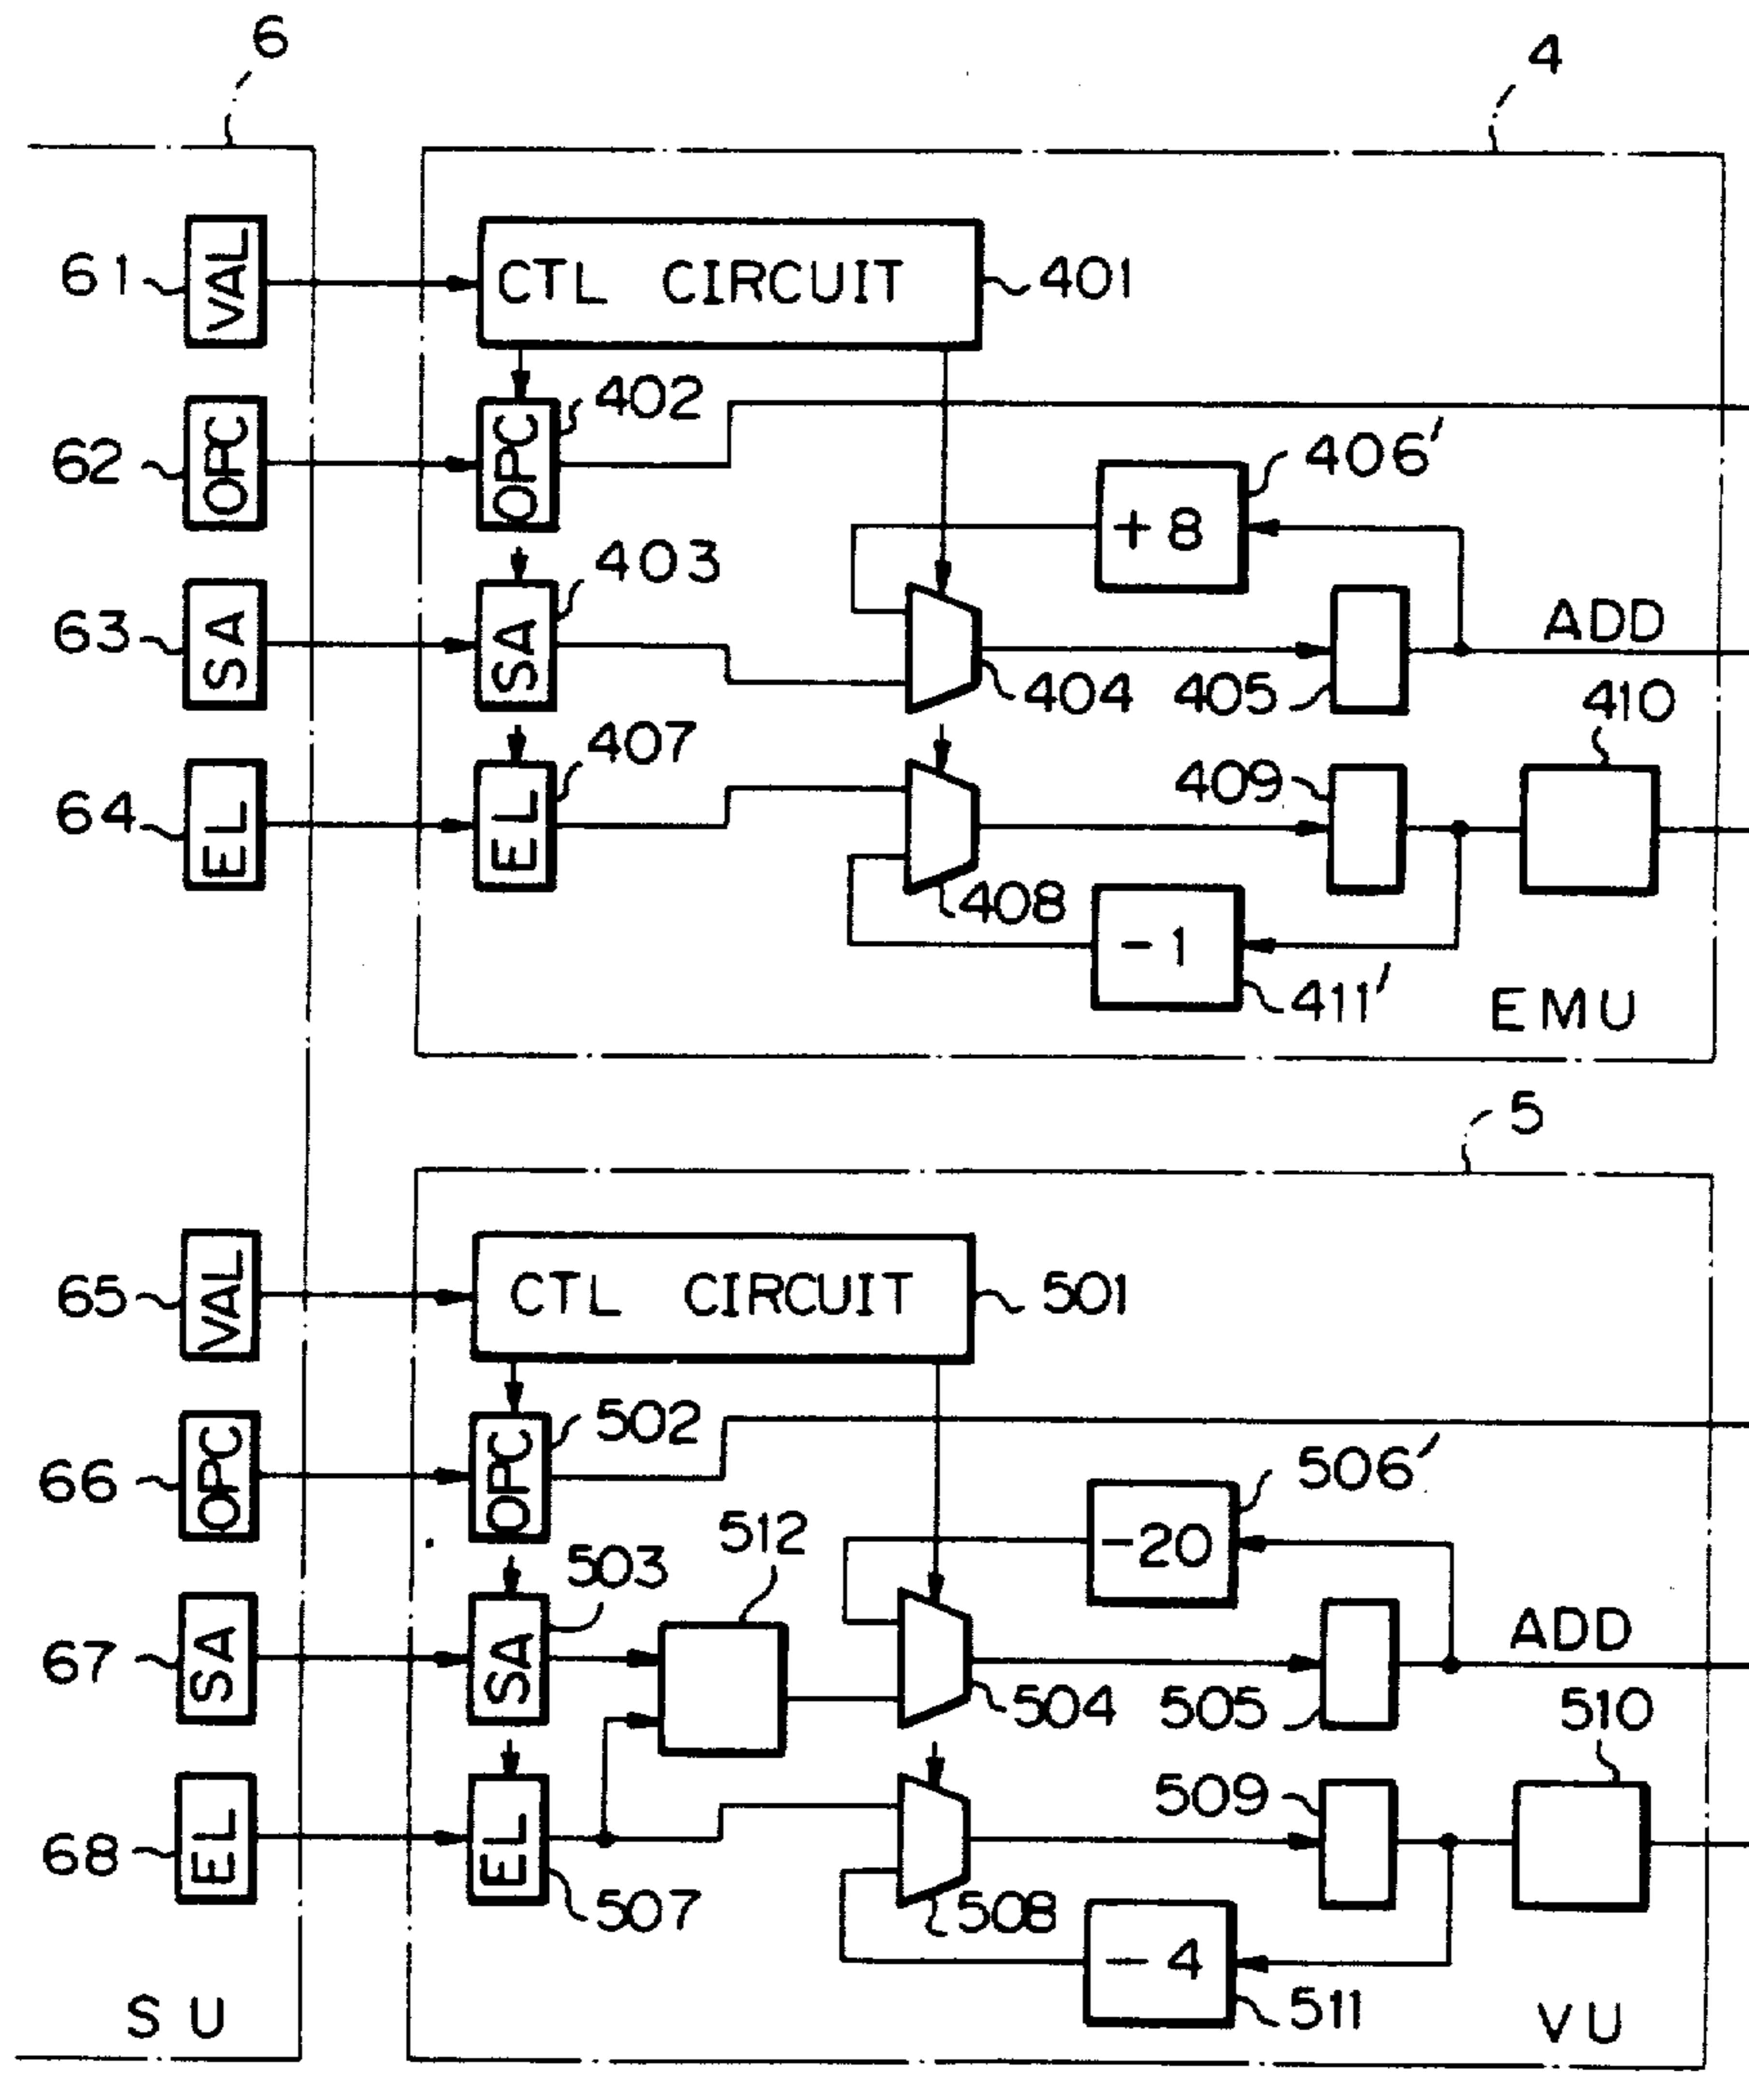 6
4
61
VAL
CTL CIRCUIT
401
62
OPC
OPC
402
406'
+8
63
SA
SA
403
404
405
ADD
410
64
EL
EL
407
408
409
-1
411'
EMU
5
65
VAL
CTL CIRCUIT
501
66
OPC
OPC
502
512
506'
-20
67
SA
SA
503
504
505
ADD
510
68
EL
EL
507
508
509
-4
511
SU
VU